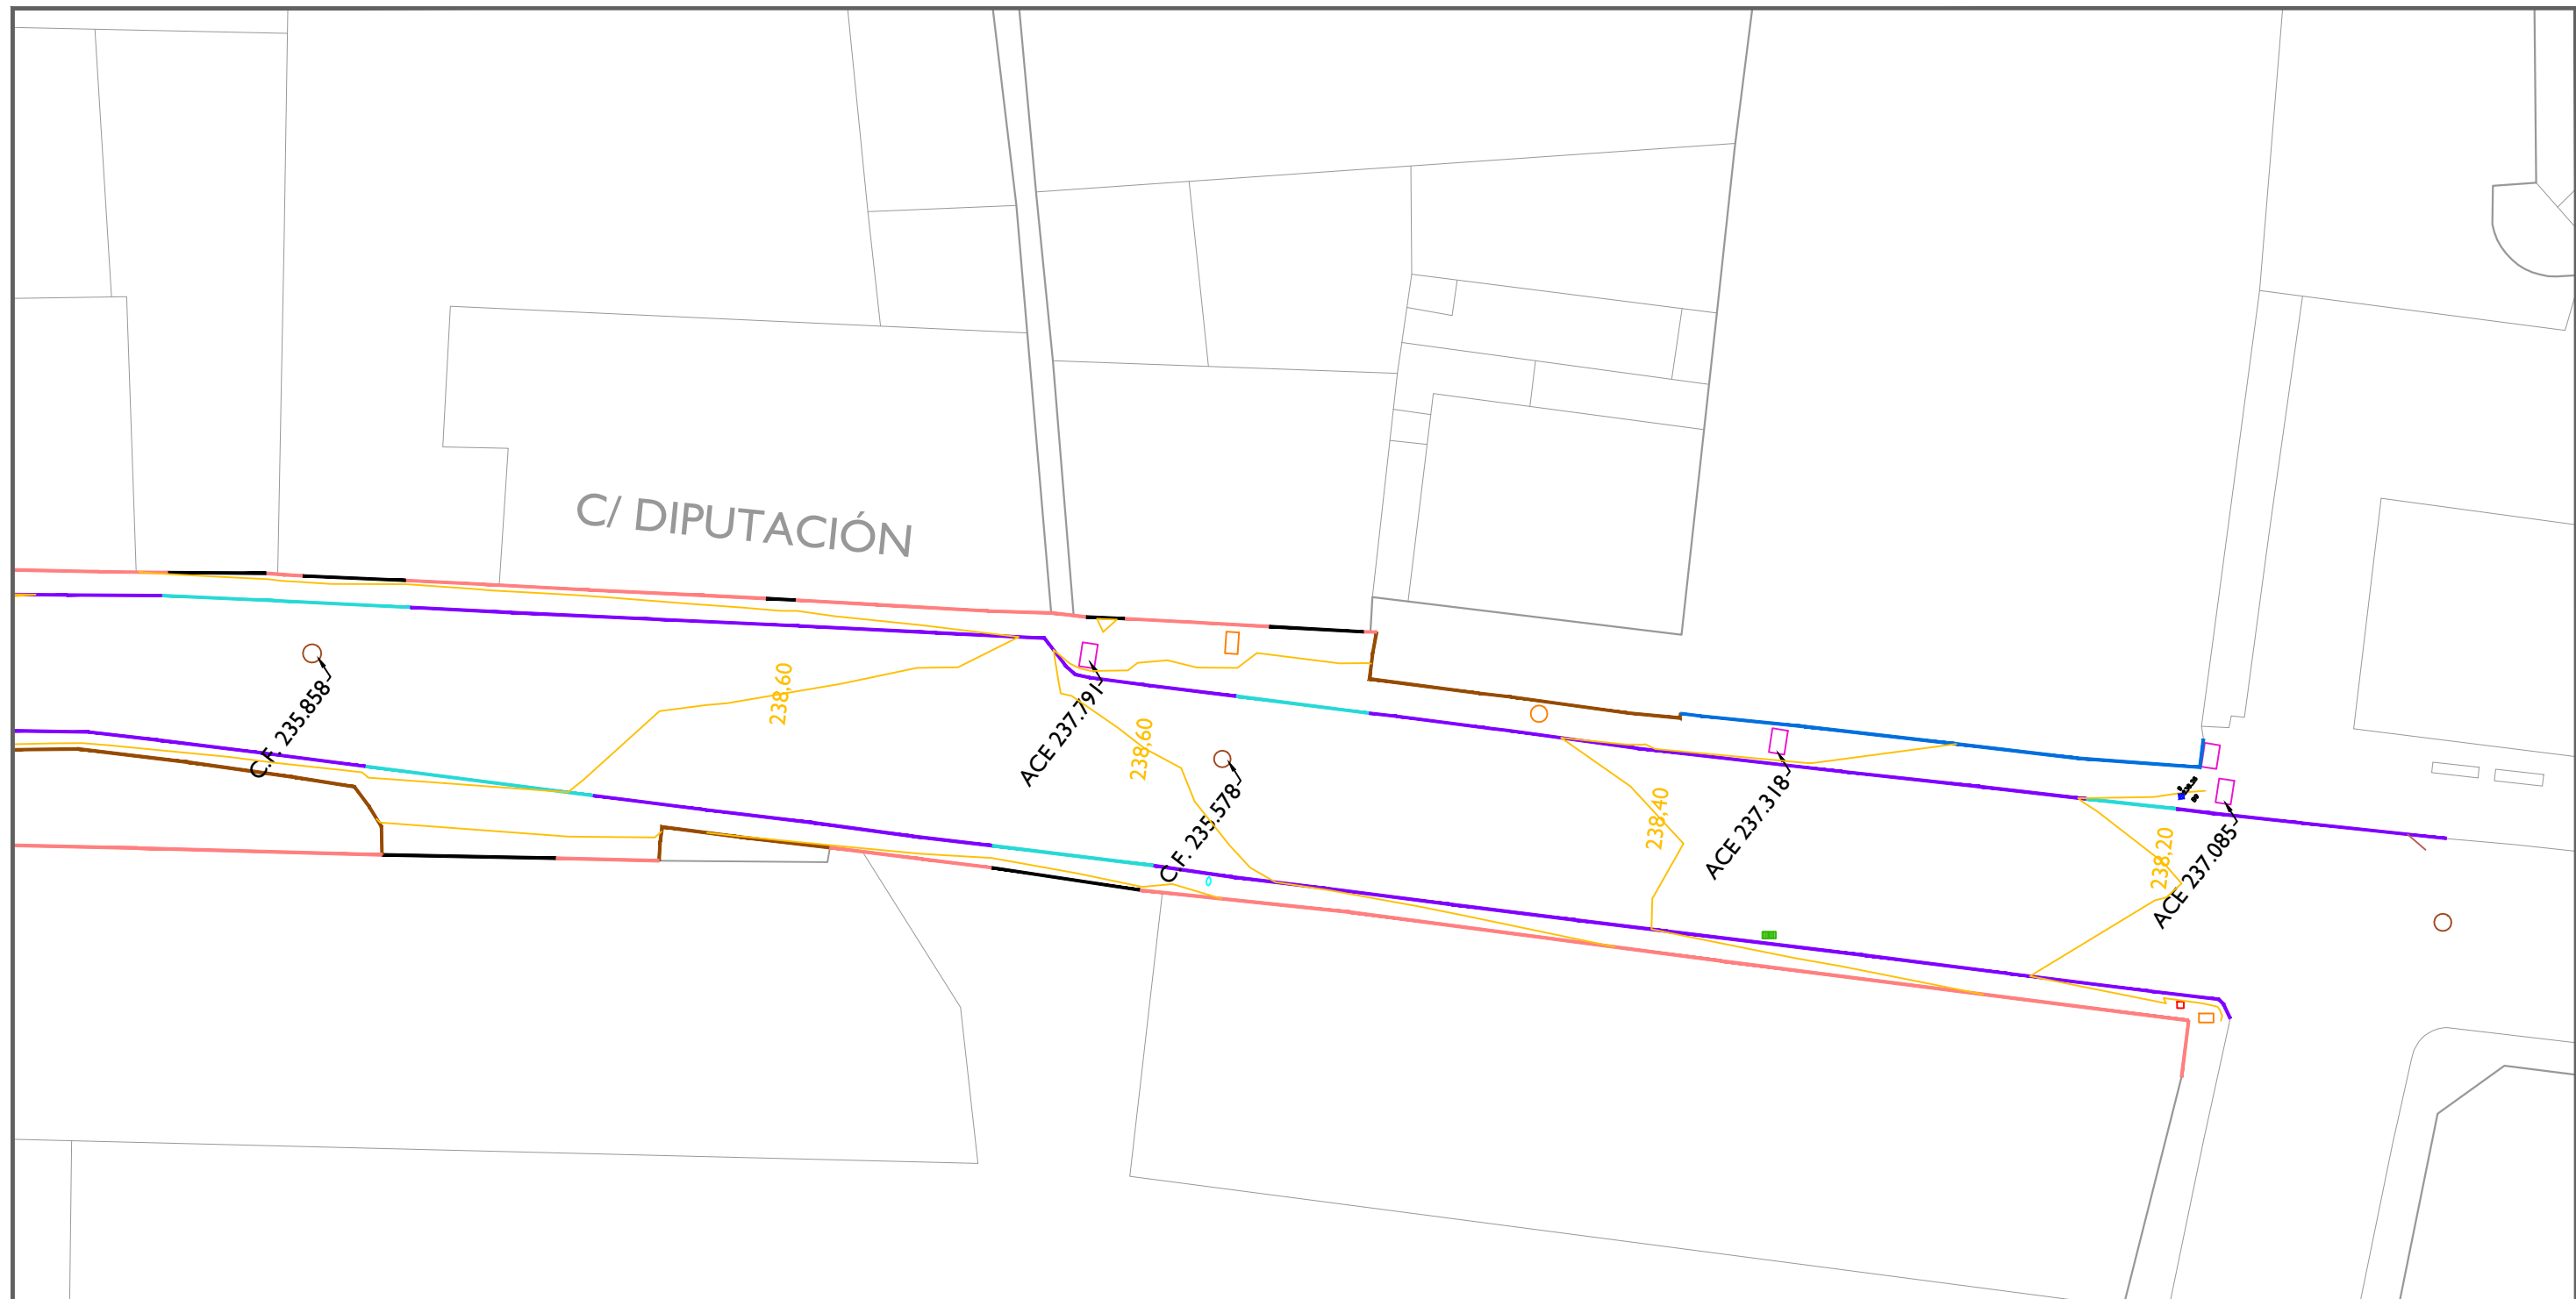 C/ DIPUTACIÓN
C.F. 235.858
238,60
ACE 237.791
238,60
C.F. 235.578
238,40
ACE 237.318
238,20
ACE 237.085